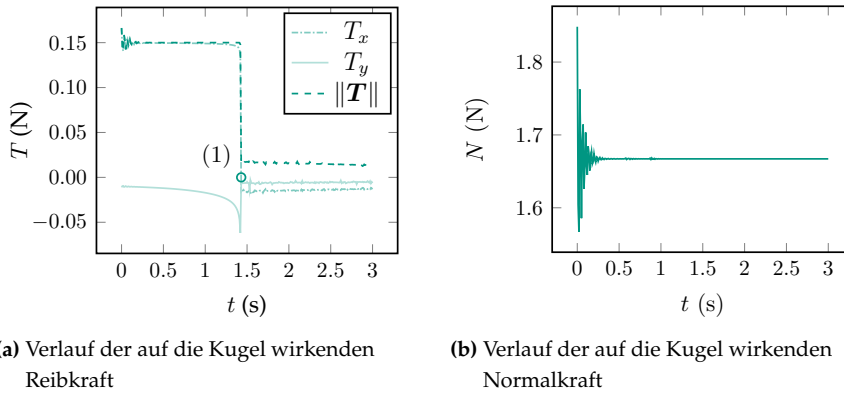 T (N)
0.15
0.10
0.05
0.00
−0.05
T_x
T_y
‖T‖
(1)
0 0.5 1 1.5 2 2.5 3
t (s)
(a) Verlauf der auf die Kugel wirkenden
Reibkraft
N (N)
1.8
1.7
1.6
0 0.5 1 1.5 2 2.5 3
t (s)
(b) Verlauf der auf die Kugel wirkenden
Normalkraft